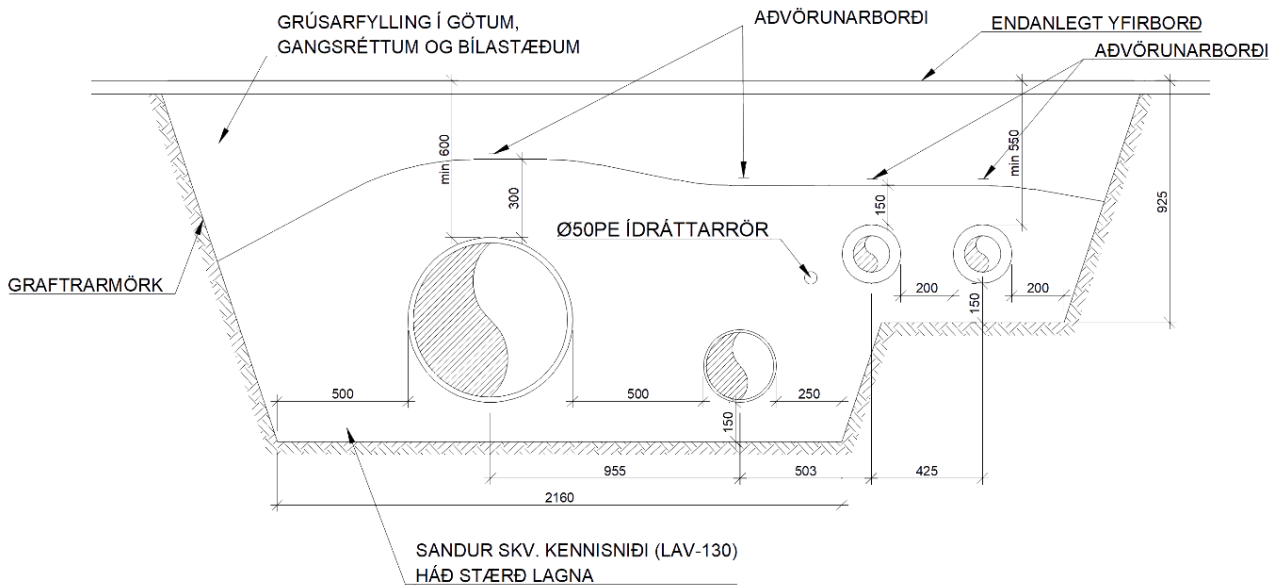 GRÚSARFYLLING Í GÖTUM,
GANGSRÉTTUM OG BÍLASTÆÐUM
AÐVÖRUNARBORÐI
ENDANLEGT YFIRBORÐ
AÐVÖRUNARBORÐI
min 600
300
min 550
150
925
Ø50PE ÍDRÁTTARRÖR
GRAFTRARMÖRK
200
200
150
500
500
250
150
955
503
425
2160
SANDUR SKV. KENNISNIÐI (LAV-130)
HÁÐ STÆRÐ LAGNA